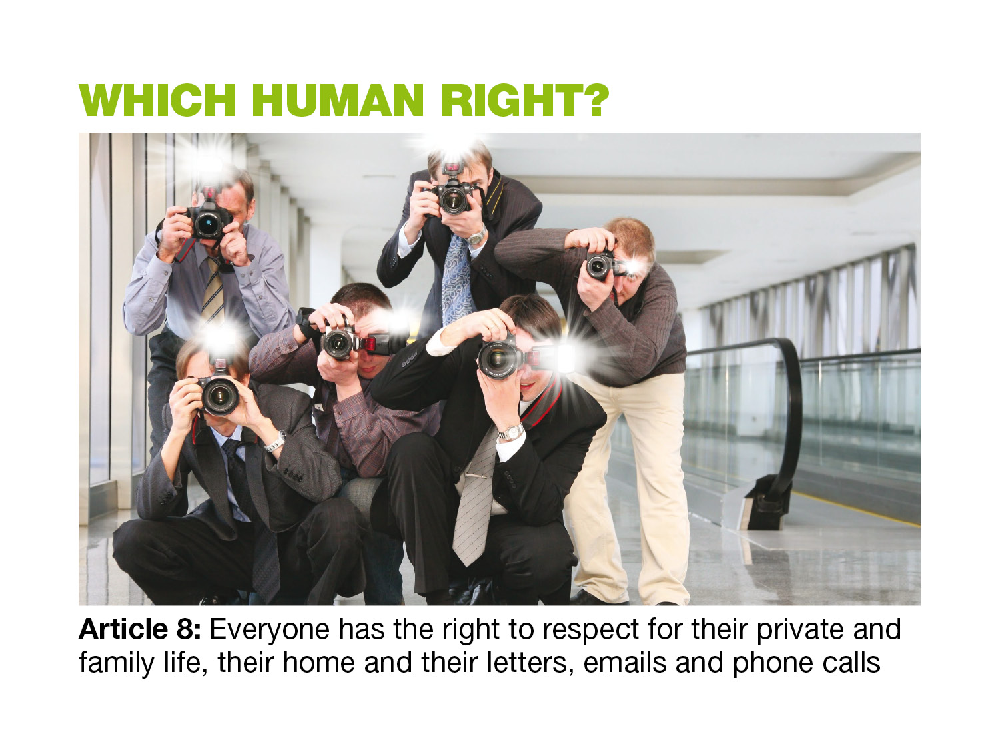 WHICH HUMAN RIGHT?
Article 8: Everyone has the right to respect for their private and
family life, their home and their letters, emails and phone calls